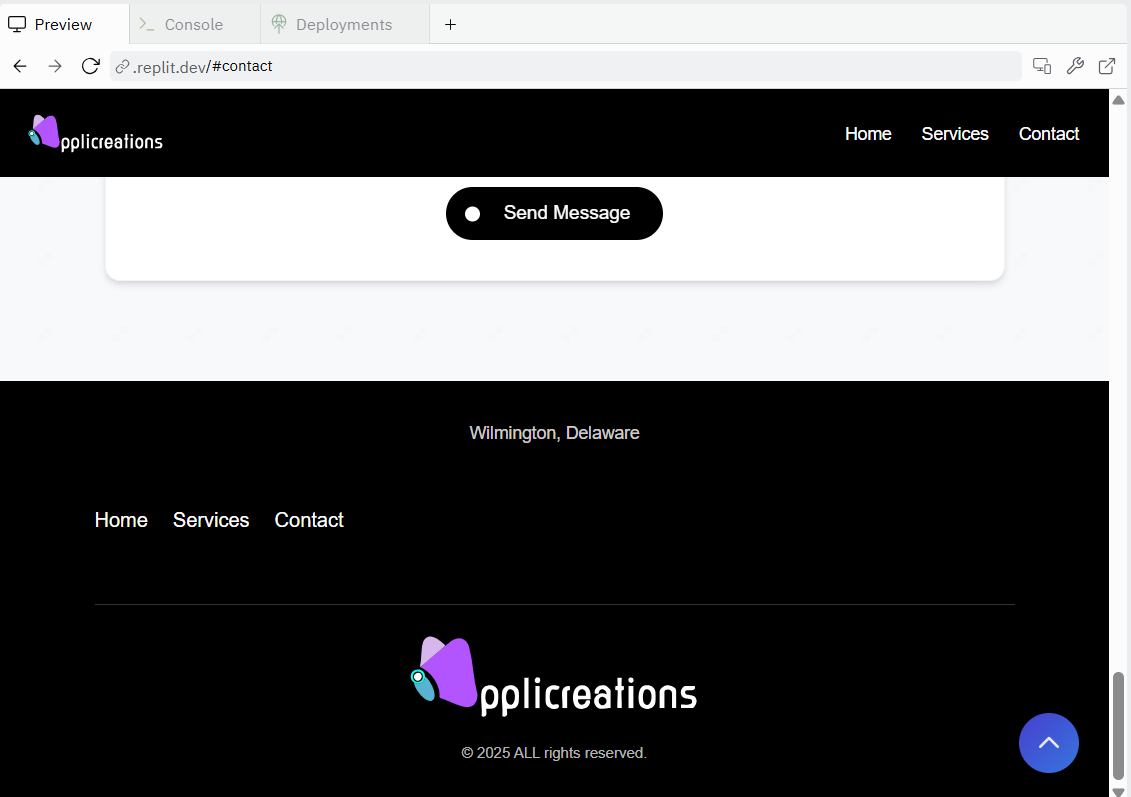 Preview
Console
Deployments
.replit.dev/#contact
pplicreations
Home
Services
Contact
Send Message
Wilmington, Delaware
Home
Services
Contact
pplicreations
© 2025 ALL rights reserved.